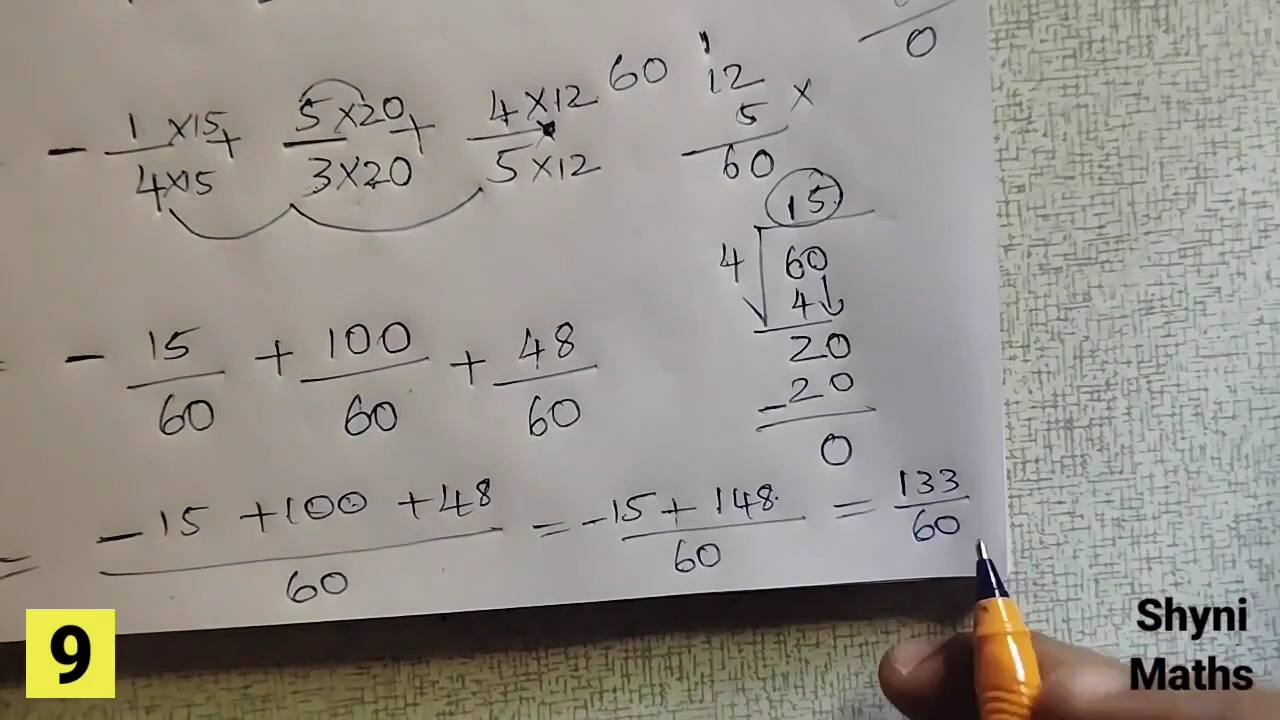 0
- 1 ×15 + 5 ×20 + 4 ×12 60
4×15 3×20 5×12
12
5 ×
60
15
4 60
4
20
- 20
0
- 15 + 100 + 48
60 60 60
= - 15 + 100 + 48 = - 15 + 148 = 133
60 60 60
9
Shyni
Maths